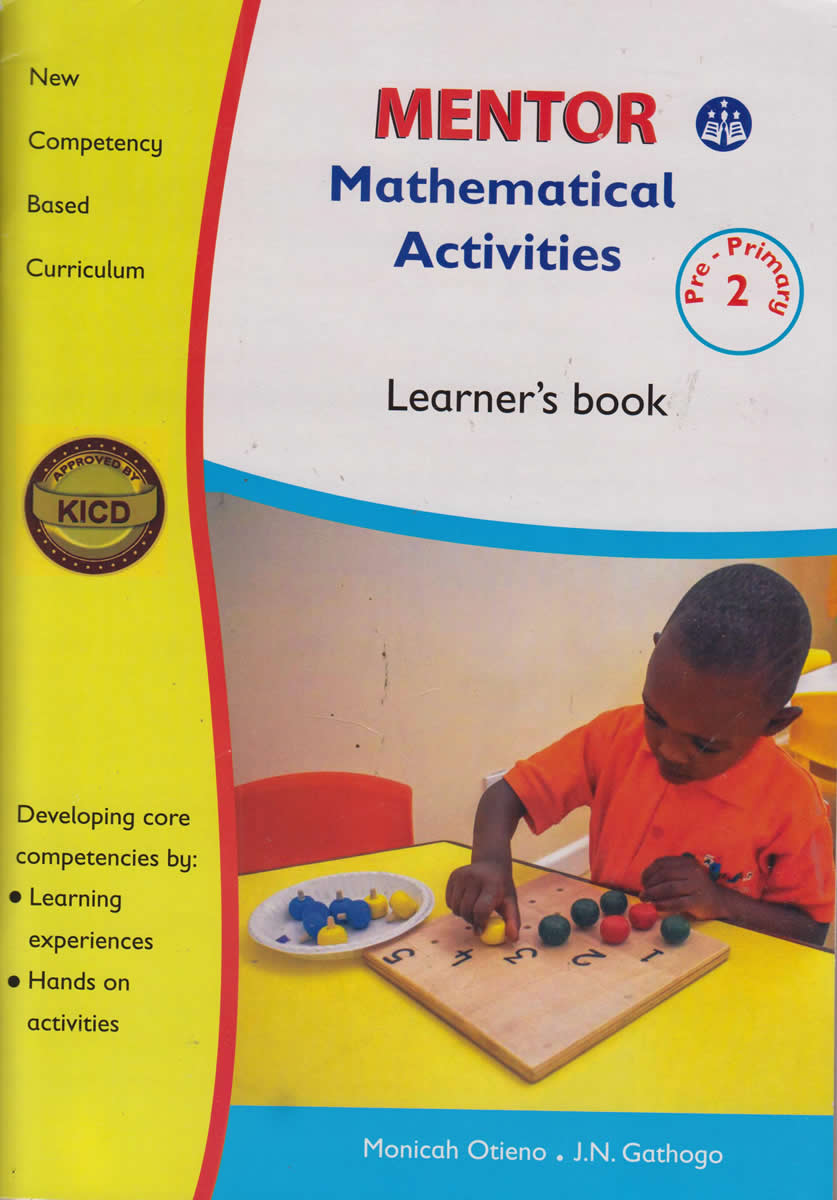 New
Competency
Based
Curriculum
MENTOR
Mathematical
Activities
Pre - Primary
2
Learner's book
APPROVED BY
KICD
Developing core
competencies by:
• Learning
experiences
• Hands on
activities
5 4 3 2 1
Monicah Otieno . J.N. Gathogo